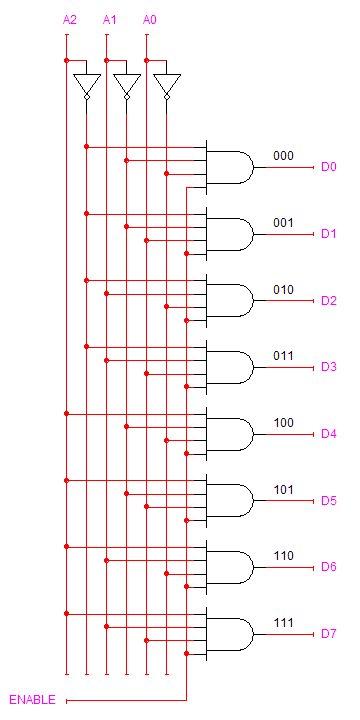 A2 A1 A0
000 D0
001 D1
010 D2
011 D3
100 D4
101 D5
110 D6
111 D7
ENABLE